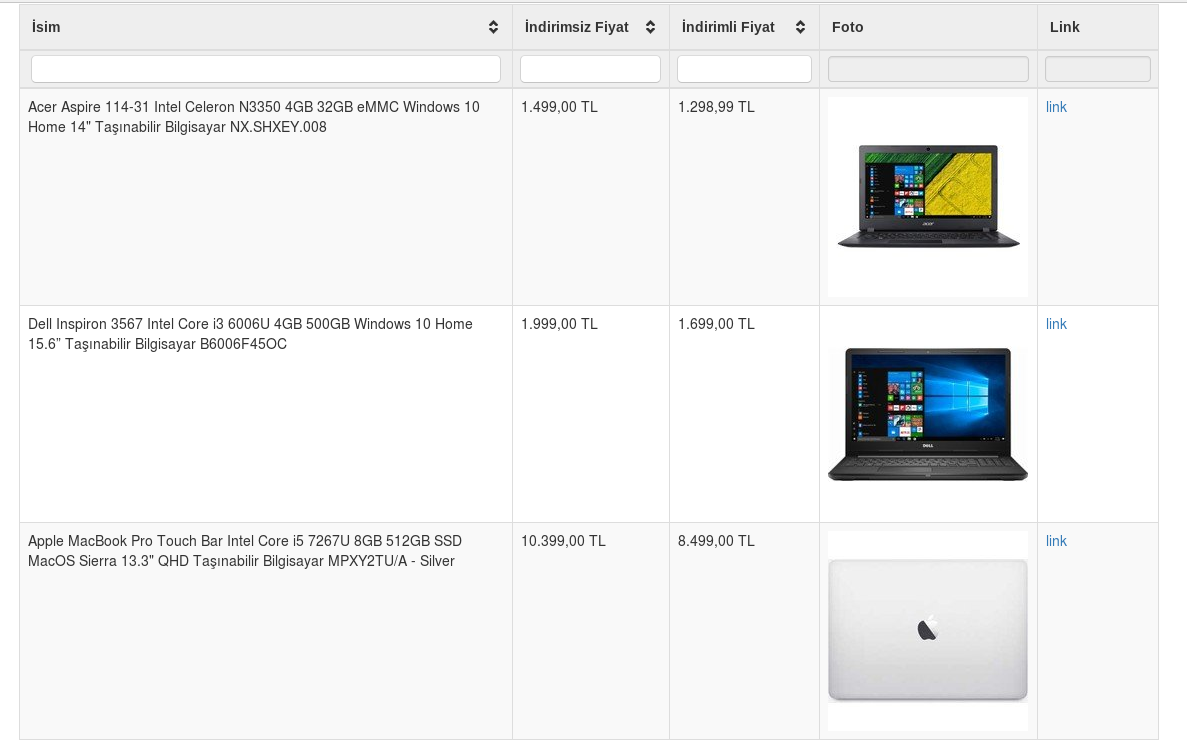 İsim
İndirimsiz Fiyat
İndirimli Fiyat
Foto
Link
Acer Aspire 114-31 Intel Celeron N3350 4GB 32GB eMMC Windows 10
Home 14" Taşınabilir Bilgisayar NX.SHXEY.008
1.499,00 TL
1.298,99 TL
acer
link
Dell Inspiron 3567 Intel Core i3 6006U 4GB 500GB Windows 10 Home
15.6” Taşınabilir Bilgisayar B6006F45OC
1.999,00 TL
1.699,00 TL
DELL
link
Apple MacBook Pro Touch Bar Intel Core i5 7267U 8GB 512GB SSD
MacOS Sierra 13.3" QHD Taşınabilir Bilgisayar MPXY2TU/A - Silver
10.399,00 TL
8.499,00 TL
link